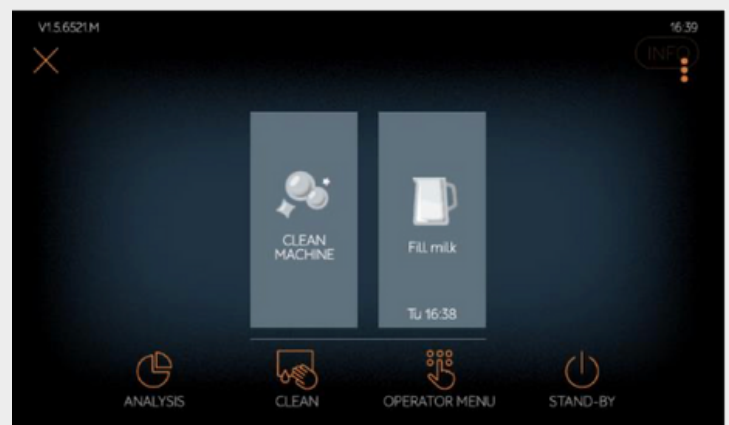 V1.5.6521.M
16:39
INFO
CLEAN
MACHINE
Fill milk
Tu 16:38
ANALYSIS
CLEAN
OPERATOR MENU
STAND-BY